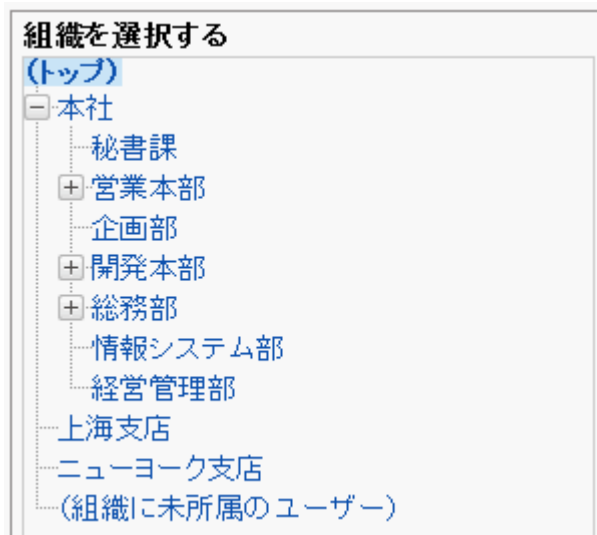 組織を選択する
(トップ)
本社
秘書課
営業本部
企画部
開発本部
総務部
情報システム部
経営管理部
上海支店
ニューヨーク支店
(組織に未所属のユーザー)